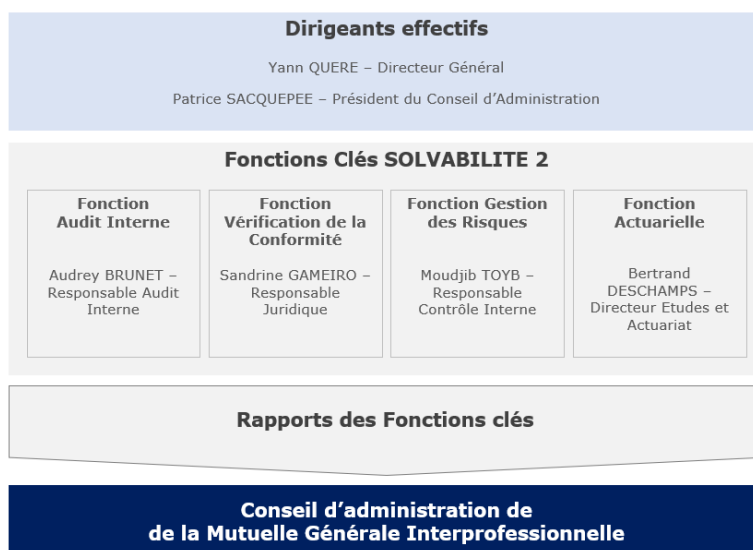 Dirigeants effectifs
Yann QUERE – Directeur Général
Patrice SACQUEPEE – Président du Conseil d’Administration
Fonctions Clés SOLVABILITE 2
Fonction
Audit Interne
Audrey BRUNET –
Responsable Audit
Interne
Fonction
Vérification de la
Conformité
Sandrine GAMEIRO –
Responsable
Juridique
Fonction Gestion
des Risques
Moudjib TOYB –
Responsable
Contrôle Interne
Fonction
Actuarielle
Bertrand
DESCHAMPS –
Directeur Etudes et
Actuariat
Rapports des Fonctions clés
Conseil d’administration de
de la Mutuelle Générale Interprofessionnelle